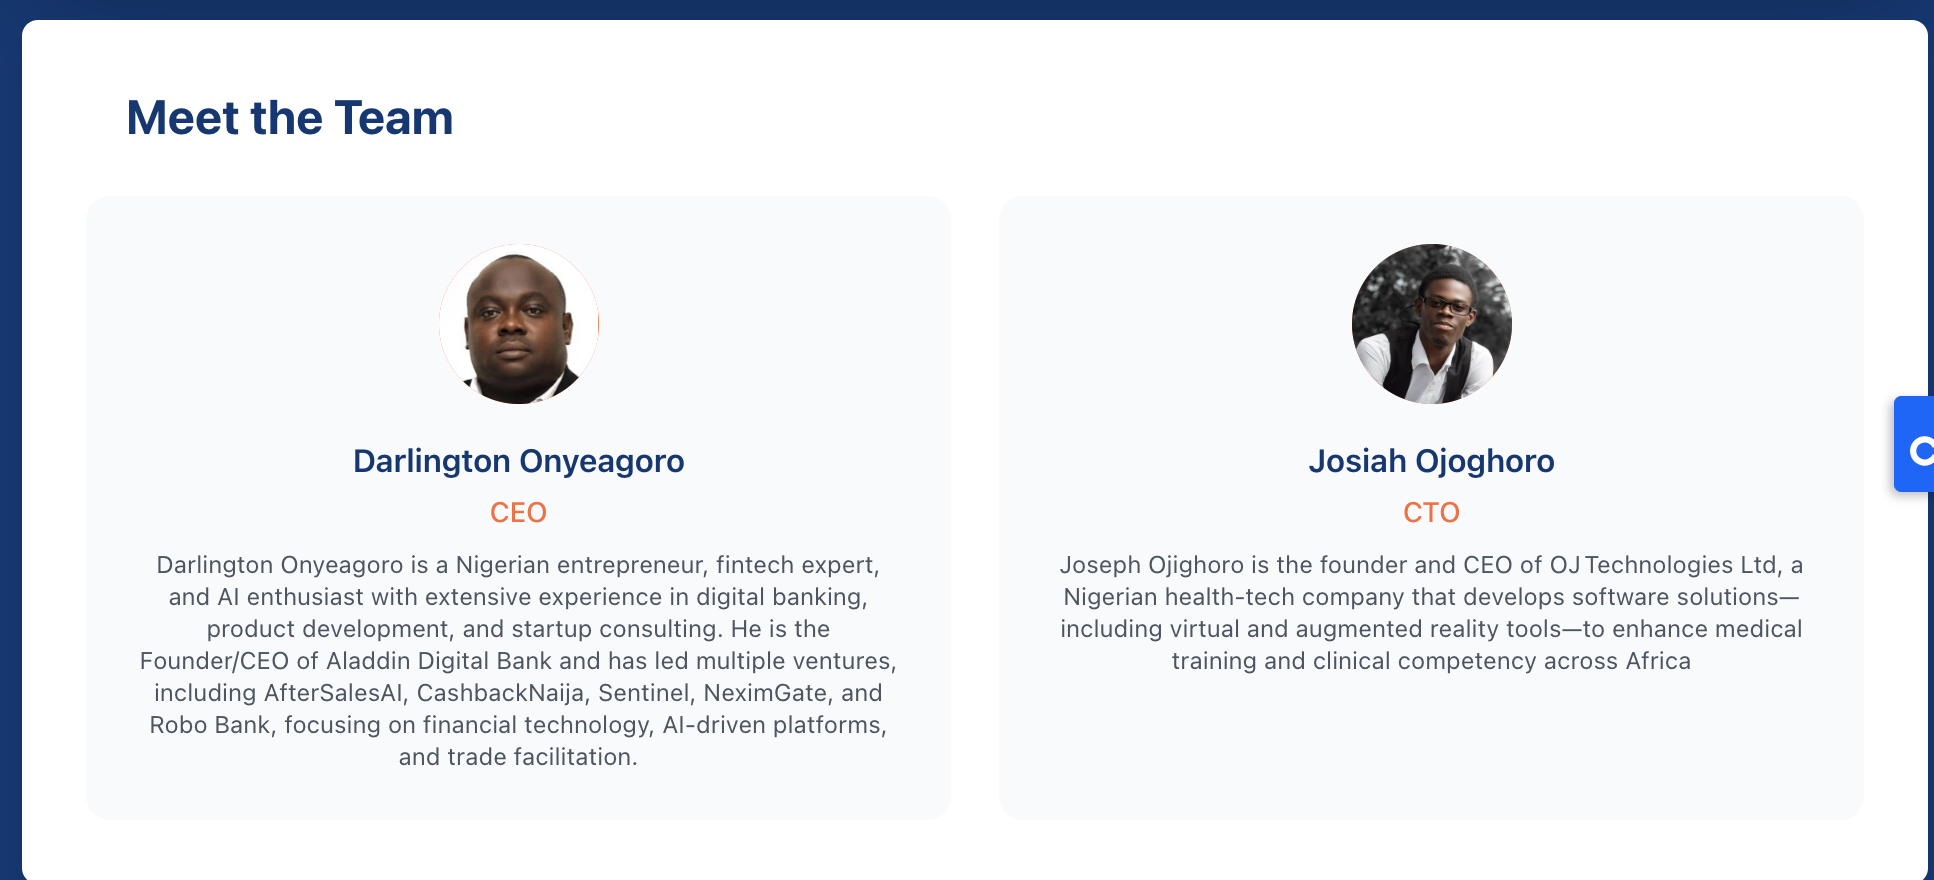 Meet the Team
Darlington Onyeagoro
CEO
Darlington Onyeagoro is a Nigerian entrepreneur, fintech expert,
and AI enthusiast with extensive experience in digital banking,
product development, and startup consulting. He is the
Founder/CEO of Aladdin Digital Bank and has led multiple ventures,
including AfterSalesAI, CashbackNaija, Sentinel, NeximGate, and
Robo Bank, focusing on financial technology, AI-driven platforms,
and trade facilitation.
Josiah Ojoghoro
CTO
Joseph Ojighoro is the founder and CEO of OJ Technologies Ltd, a
Nigerian health-tech company that develops software solutions—
including virtual and augmented reality tools—to enhance medical
training and clinical competency across Africa